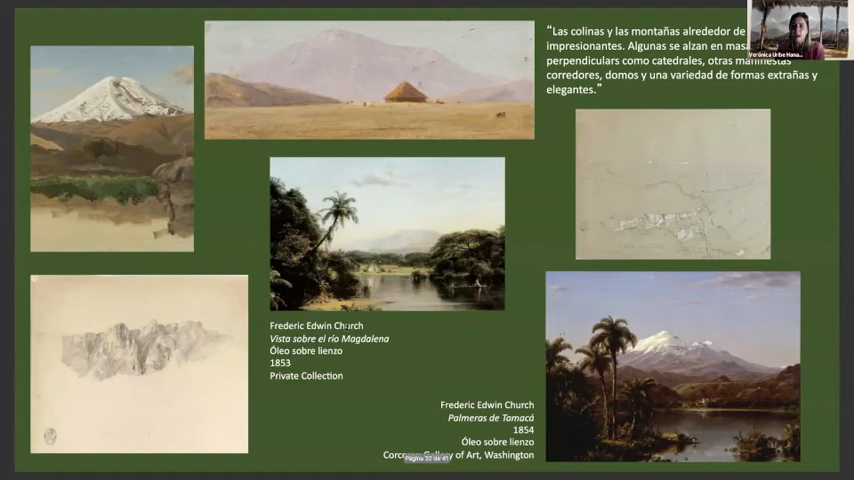 “Las colinas y las montañas alrededor de
impresionantes. Algunas se alzan en mas
perpendiculars como catedrales, otras manifiestas
corredores, domos y una variedad de formas extrañas y
elegantes.”
Verónica Uribe Hana...
Frederic Edwin Church
Vista sobre el río Magdalena
Óleo sobre lienzo
1853
Private Collection
Frederic Edwin Church
Palmeras de Tamacá
1854
Óleo sobre lienzo
Gallery of Art, Washington
Página 32 de 41